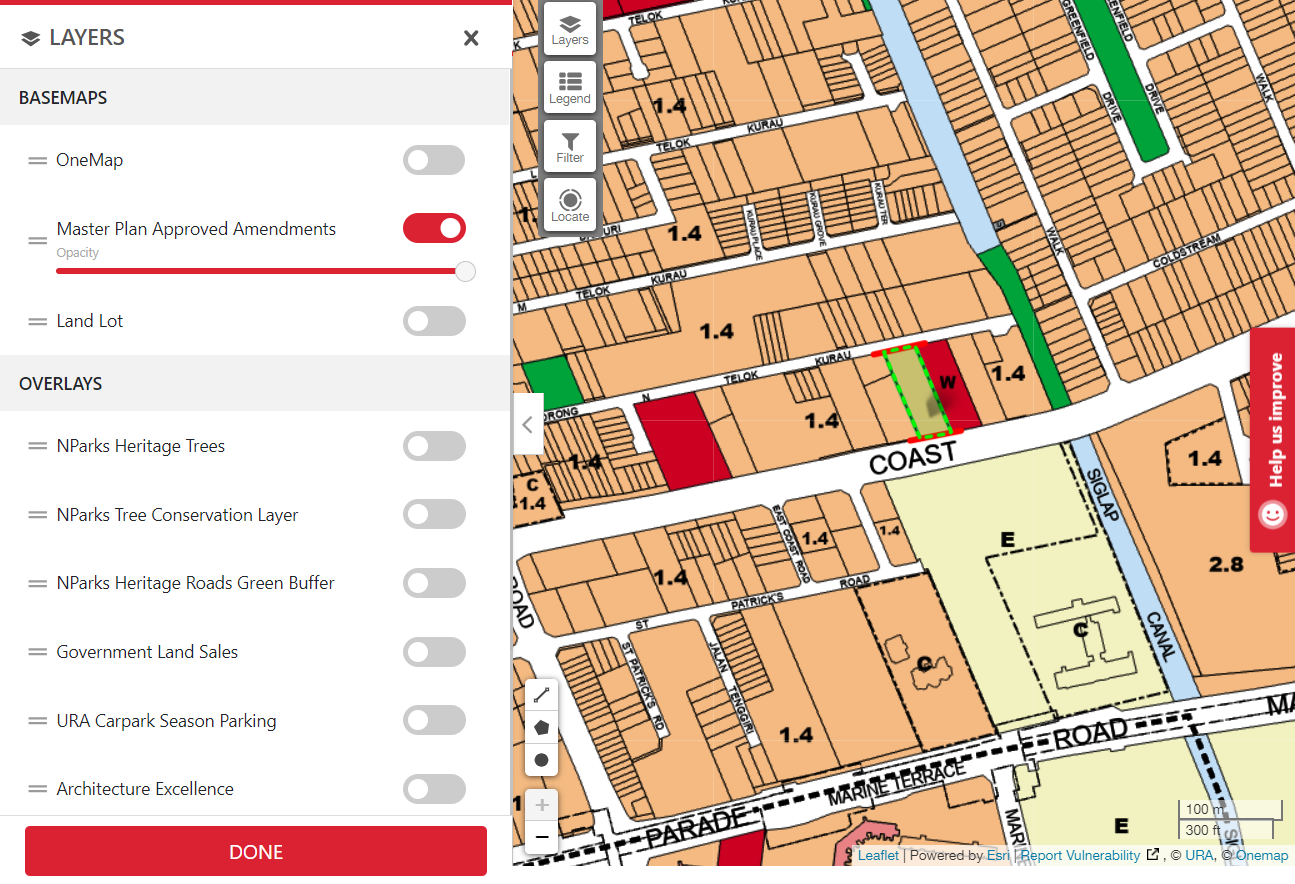 LAYERS
BASEMAPS
OneMap
Master Plan Approved Amendments
Opacity
Land Lot
OVERLAYS
NParks Heritage Trees
NParks Tree Conservation Layer
NParks Heritage Roads Green Buffer
Government Land Sales
URA Carpark Season Parking
Architecture Excellence
DONE
Layers
Legend
Filter
Locate
TELOK
KURAU
GREENFIELD
DRIVE
GREENFIELD
DRIVE
WALK
1.4
TELOK
KURAU
KURAU PLACE
KURAU GROVE
KURAU TER
1.4
WALK
COLDSTREAM
M
TELOK
KURAU
1.4
N
TELOK
KURAU
W
1.4
1.4
1.4
C
1.4
COAST
1.4
SIGLAP
CANAL
2.8
E
C
EAST COAST ROAD
1.4
1.4
1.4
ST
PATRICK'S
ROAD
ST PATRICK'S RD
JALAN
TENGGIRI
C
1.4
PARADE
MARINE TERRACE
ROAD
E
Help us improve
100 m
300 ft
Leaflet | Powered by Esri | Report Vulnerability , © URA, © Onemap